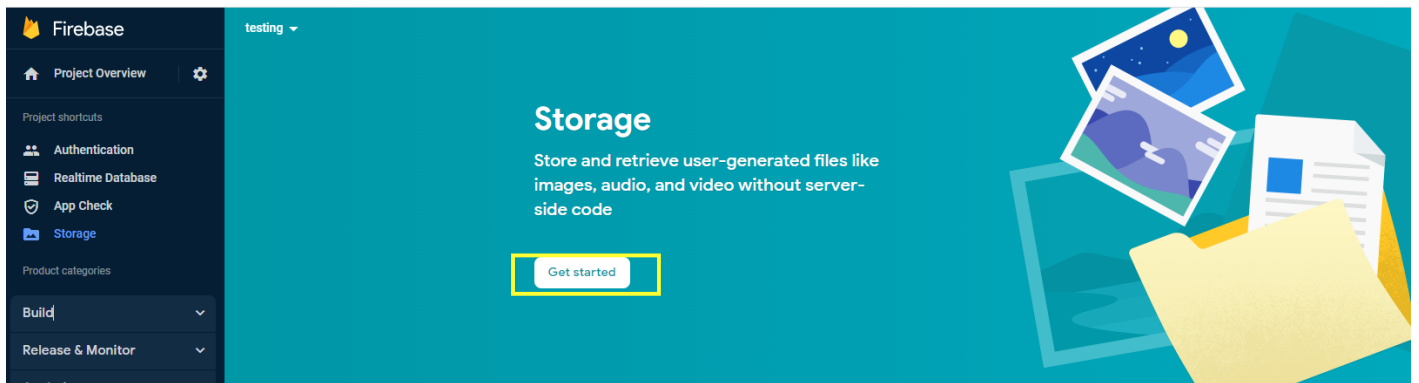 Firebase
testing
Project Overview
Project shortcuts
Authentication
Realtime Database
App Check
Storage
Product categories
Build
Release & Monitor
Storage
Store and retrieve user-generated files like
images, audio, and video without server-
side code
Get started